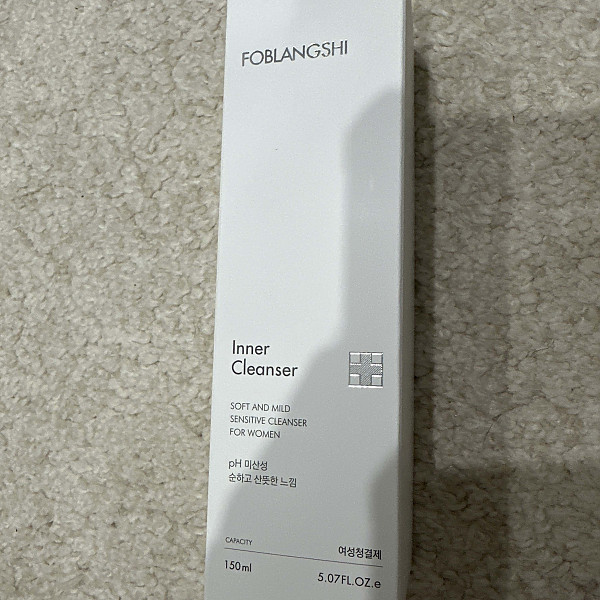 FOBLANGSHI
Inner
Cleanser
SOFT AND MILD
SENSITIVE CLEANSER
FOR WOMEN
pH 미산성
순하고 산뜻한 느낌
CAPACITY
여성청결제
150ml
5.07FL.OZ.e